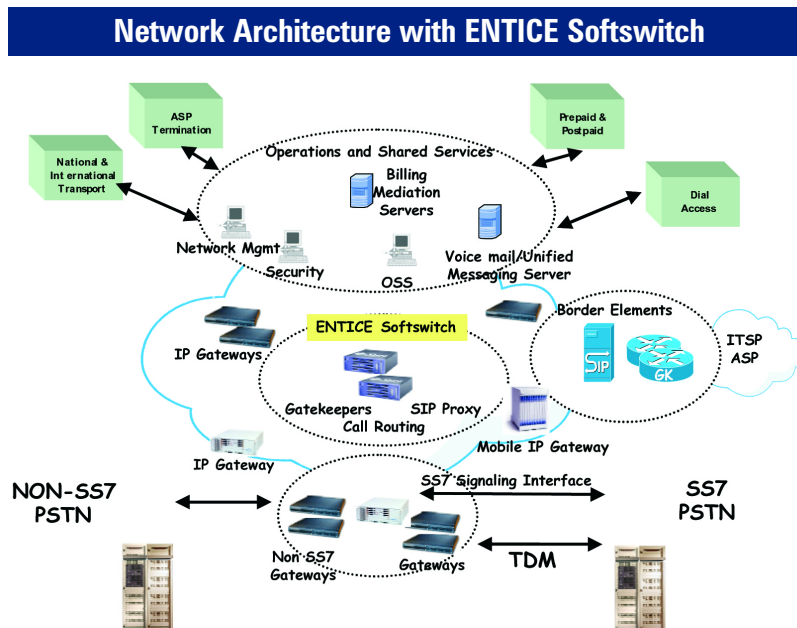 Network Architecture with ENTICE Softswitch
ASP
Termination
Prepaid &
Postpaid
National &
Int ernational
Transport
Dial
Access
Operations and Shared Services
Billing
Mediation
Servers
Network Mgmt
Security
OSS
Voice mail/Unified
Messaging Server
IP Gateways
ENTICE Softswitch
Gatekeepers
SIP Proxy
Call Routing
Border Elements
SIP
GK
ITSP
ASP
Mobile IP Gateway
IP Gateway
NON-SS7
PSTN
SS7 Signaling Interface
SS7
PSTN
Non SS7
Gateways
Gateways
TDM